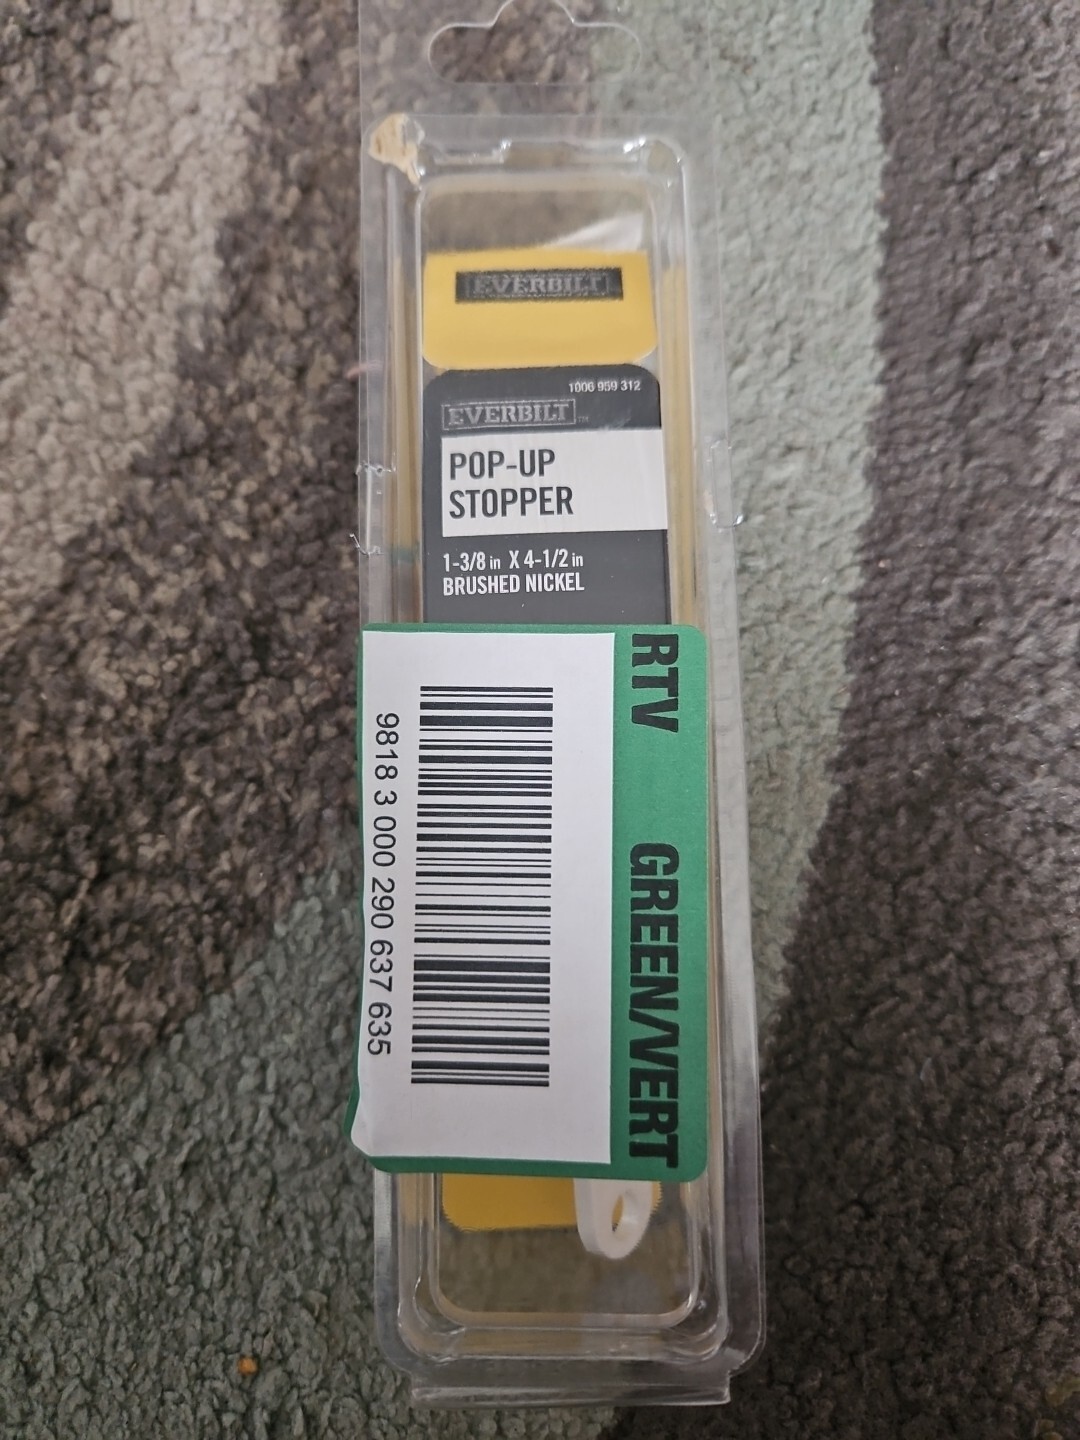 EVERBILT
1006 959 312
EVERBILT™
POP-UP
STOPPER
1-3/8 in X 4-1/2 in
BRUSHED NICKEL
RTV GREEN/VERT
9818 3 000 290 637 635